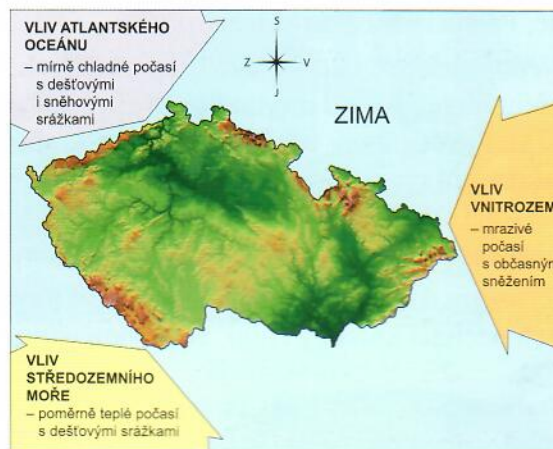 VLIV ATLANTSKÉHO
OCEÁNU
– mírně chladné počasí
s dešťovými
i sněhovými
srážkami
S
Z
V
J
ZIMA
VLIV
VNITROZEM
– mrazivé
počasí
s občasným
sněžením
VLIV
STŘEDOZEMNÍHO
MOŘE
– poměrně teplé počasí
s dešťovými srážkami